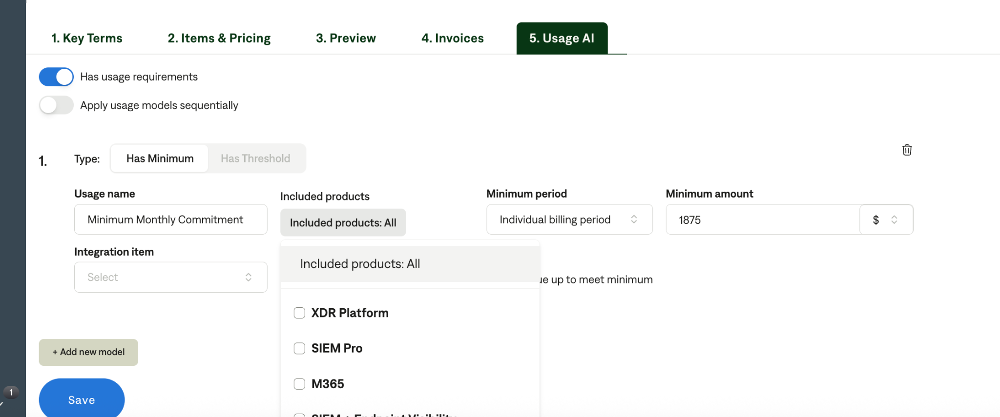 1. Key Terms
2. Items & Pricing
3. Preview
4. Invoices
5. Usage AI
Has usage requirements
Apply usage models sequentially
1.
Type:
Has Minimum
Has Threshold
Usage name
Included products
Minimum period
Minimum amount
Minimum Monthly Commitment
Included products: All
Individual billing period
1875
$
Integration item
Select
Included products: All
up to meet minimum
XDR Platform
SIEM Pro
M365
SIEM + Endpoint Visibility
+ Add new model
Save
1